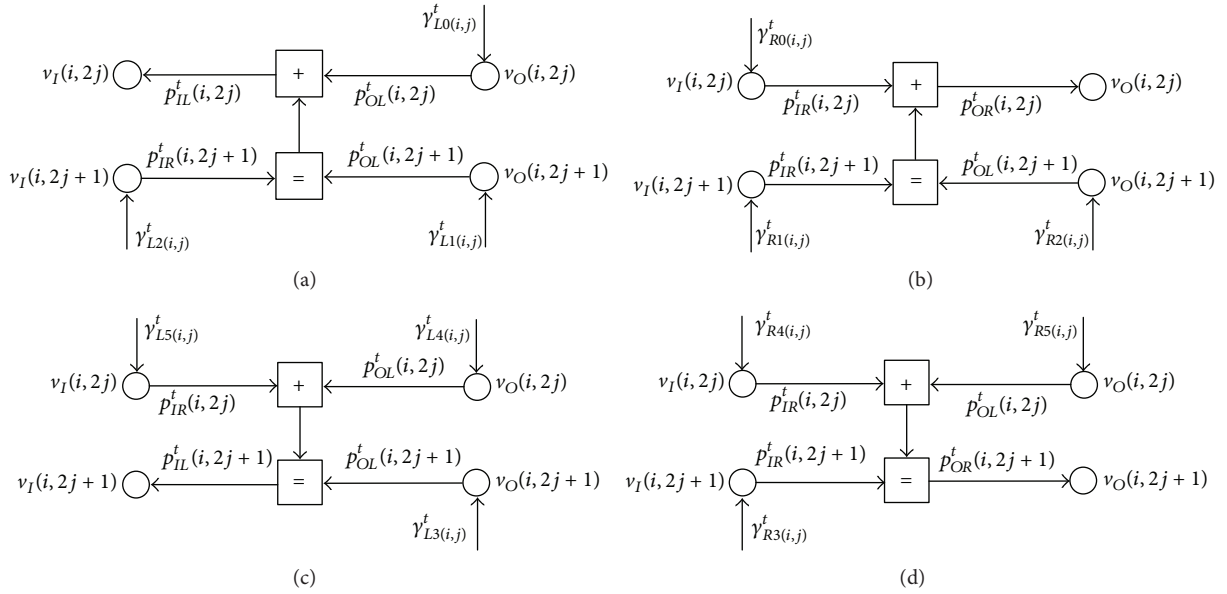 γ^t_{L0(i,j)}
v_I(i, 2j)
+
v_O(i, 2j)
p^t_{IL}(i, 2j)
p^t_{OL}(i, 2j)
p^t_{IR}(i, 2j + 1)
p^t_{OL}(i, 2j + 1)
v_I(i, 2j + 1)
=
v_O(i, 2j + 1)
γ^t_{L2(i,j)}
γ^t_{L1(i,j)}
(a)
γ^t_{R0(i,j)}
v_I(i, 2j)
+
v_O(i, 2j)
p^t_{IR}(i, 2j)
p^t_{OR}(i, 2j)
p^t_{IR}(i, 2j + 1)
p^t_{OL}(i, 2j + 1)
v_I(i, 2j + 1)
=
v_O(i, 2j + 1)
γ^t_{R1(i,j)}
γ^t_{R2(i,j)}
(b)
γ^t_{L5(i,j)}
γ^t_{L4(i,j)}
p^t_{OL}(i, 2j)
v_I(i, 2j)
+
v_O(i, 2j)
p^t_{IR}(i, 2j)
p^t_{IL}(i, 2j + 1)
p^t_{OL}(i, 2j + 1)
v_I(i, 2j + 1)
=
v_O(i, 2j + 1)
γ^t_{L3(i,j)}
(c)
γ^t_{R4(i,j)}
γ^t_{R5(i,j)}
v_I(i, 2j)
+
v_O(i, 2j)
p^t_{IR}(i, 2j)
p^t_{OL}(i, 2j)
p^t_{IR}(i, 2j + 1)
p^t_{OR}(i, 2j + 1)
v_I(i, 2j + 1)
=
v_O(i, 2j + 1)
γ^t_{R3(i,j)}
(d)